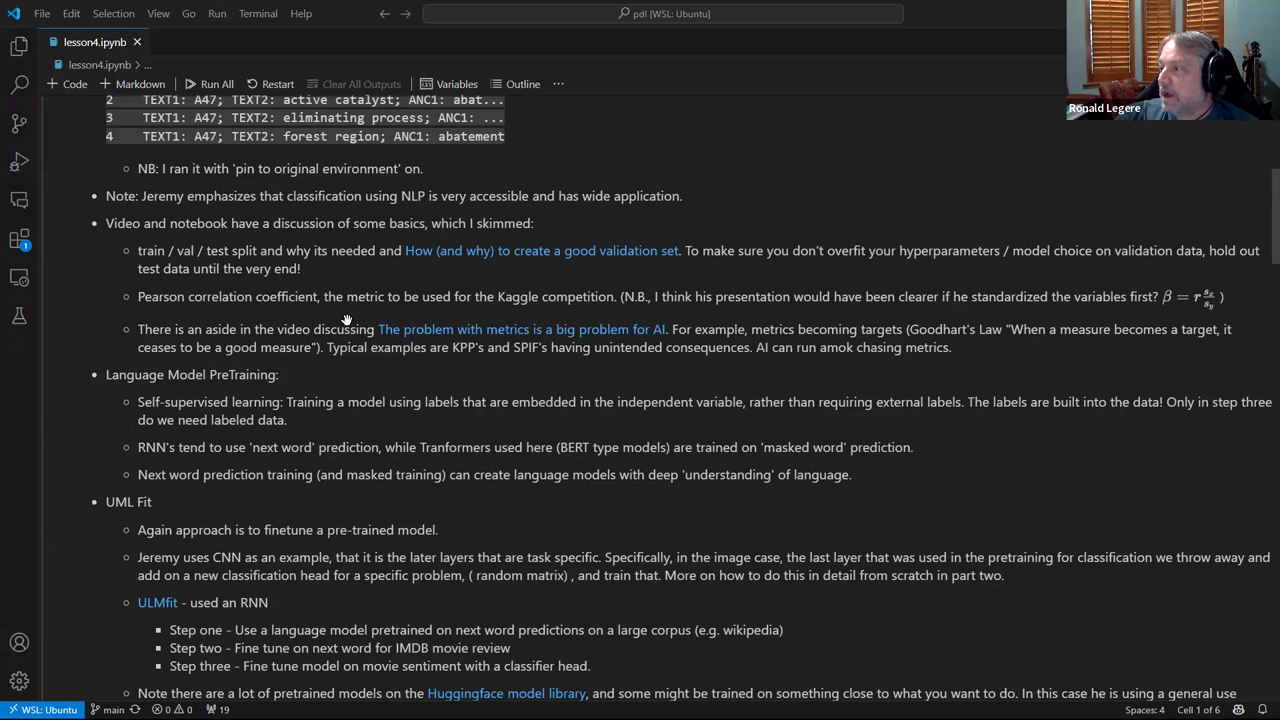 File Edit Selection View Go Run Terminal Help
pdl [WSL: Ubuntu]
lesson4.ipynb
lesson4.ipynb > ...
+ Code + Markdown Run All Restart Clear All Outputs Variables Outline ...
2 TEXT1: A47; TEXT2: active catalyst; ANC1: abat...
3 TEXT1: A47; TEXT2: eliminating process; ANC1: ...
4 TEXT1: A47; TEXT2: forest region; ANC1: abatement
NB: I ran it with 'pin to original environment' on.
Note: Jeremy emphasizes that classification using NLP is very accessible and has wide application.
Video and notebook have a discussion of some basics, which I skimmed:
train / val / test split and why its needed and How (and why) to create a good validation set. To make sure you don't overfit your hyperparameters / model choice on validation data, hold out
test data until the very end!
Pearson correlation coefficient, the metric to be used for the Kaggle competition. (N.B., I think his presentation would have been clearer if he standardized the variables first? β = r s_x/s_y )
There is an aside in the video discussing The problem with metrics is a big problem for AI. For example, metrics becoming targets (Goodhart's Law "When a measure becomes a target, it
ceases to be a good measure"). Typical examples are KPP's and SPIF's having unintended consequences. AI can run amok chasing metrics.
Language Model PreTraining:
Self-supervised learning: Training a model using labels that are embedded in the independent variable, rather than requiring external labels. The labels are built into the data! Only in step three
do we need labeled data.
RNN's tend to use 'next word' prediction, while Tranformers used here (BERT type models) are trained on 'masked word' prediction.
Next word prediction training (and masked training) can create language models with deep 'understanding' of language.
UML Fit
Again approach is to finetune a pre-trained model.
Jeremy uses CNN as an example, that it is the later layers that are task specific. Specifically, in the image case, the last layer that was used in the pretraining for classification we throw away and
add on a new classification head for a specific problem, ( random matrix) , and train that. More on how to do this in detail from scratch in part two.
ULMfit - used an RNN
Step one - Use a language model pretrained on next word predictions on a large corpus (e.g. wikipedia)
Step two - Fine tune on next word for IMDB movie review
Step three - Fine tune model on movie sentiment with a classifier head.
Note there are a lot of pretrained models on the Huggingface model library, and some might be trained on something close to what you want to do. In this case he is using a general use
Ronald Legere
1
WSL: Ubuntu main 0 0 19 Spaces: 4 Cell 1 of 6